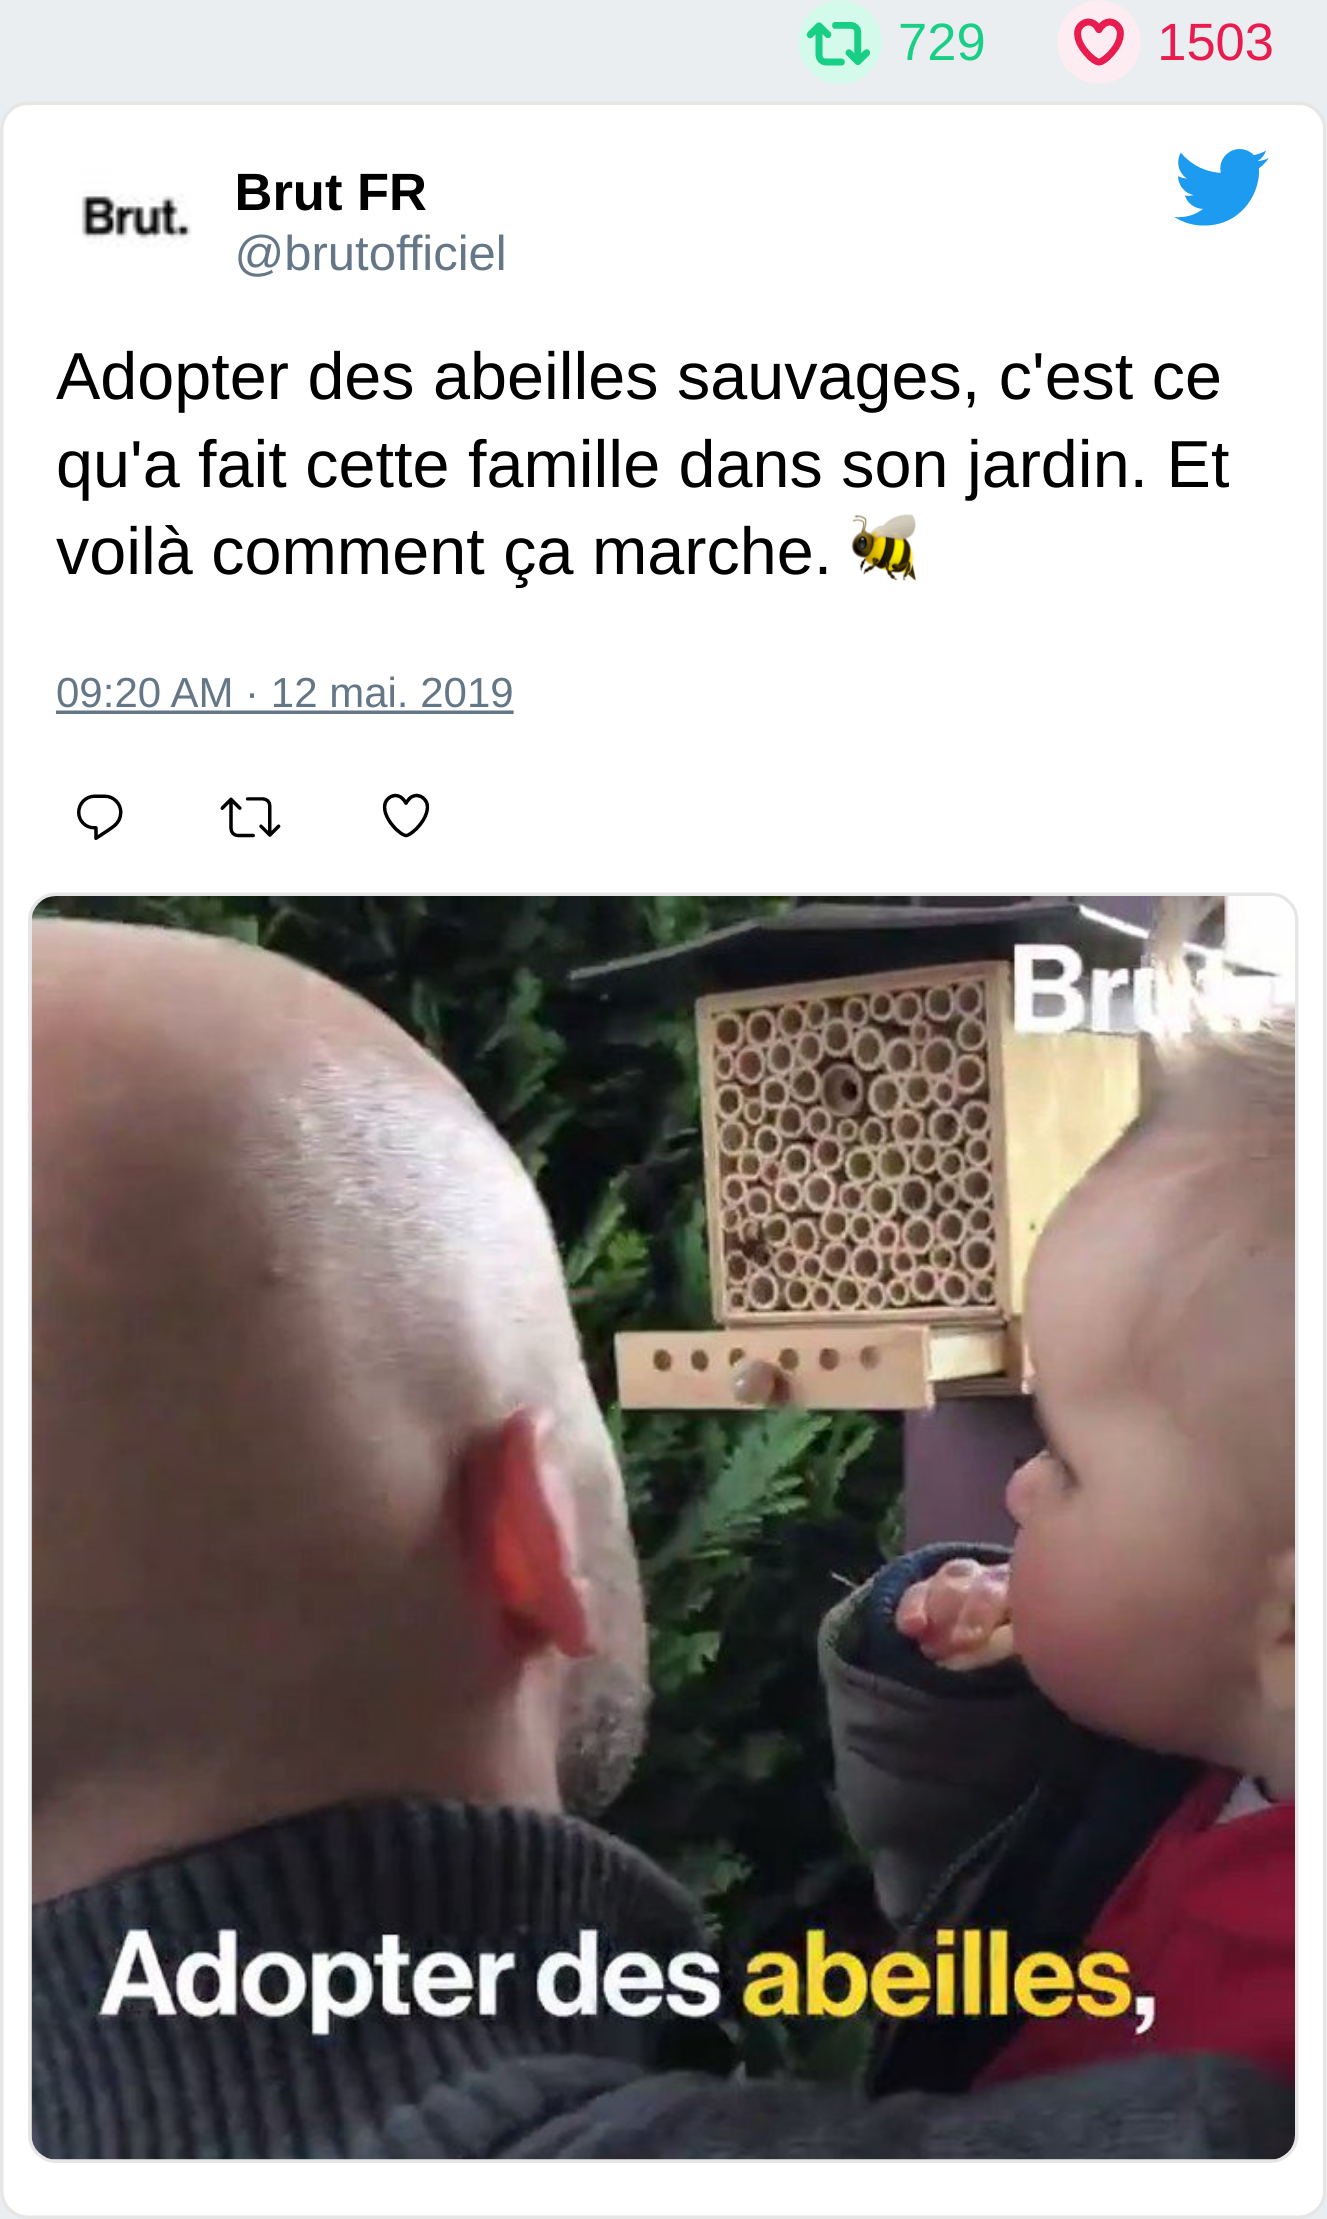 729 1503
Brut.
Brut FR
@brutofficiel
Adopter des abeilles sauvages, c'est ce
qu'a fait cette famille dans son jardin. Et
voilà comment ça marche. 🐝
09:20 AM · 12 mai. 2019
Brut.
Adopter des abeilles,